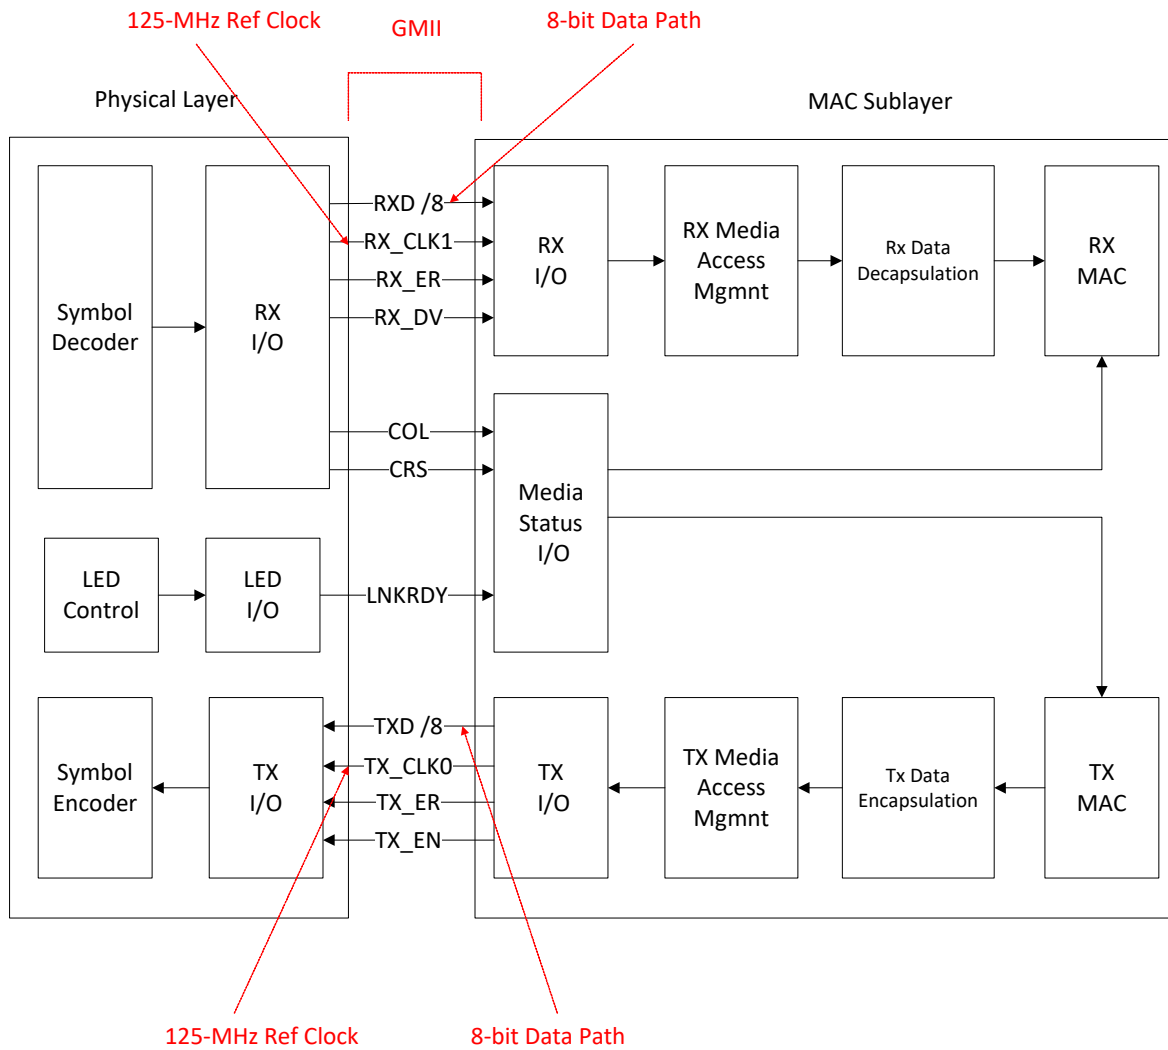 125-MHz Ref Clock
GMII
8-bit Data Path
Physical Layer
MAC Sublayer
Symbol
Decoder
RX
I/O
RXD /8
RX_CLK1
RX_ER
RX_DV
RX
I/O
RX Media
Access
Mgmnt
Rx Data
Decapsulation
RX
MAC
COL
CRS
Media
Status
I/O
LED
Control
LED
I/O
LNKRDY
Symbol
Encoder
TX
I/O
TXD /8
TX_CLK0
TX_ER
TX_EN
TX
I/O
TX Media
Access
Mgmnt
Tx Data
Encapsulation
TX
MAC
125-MHz Ref Clock
8-bit Data Path